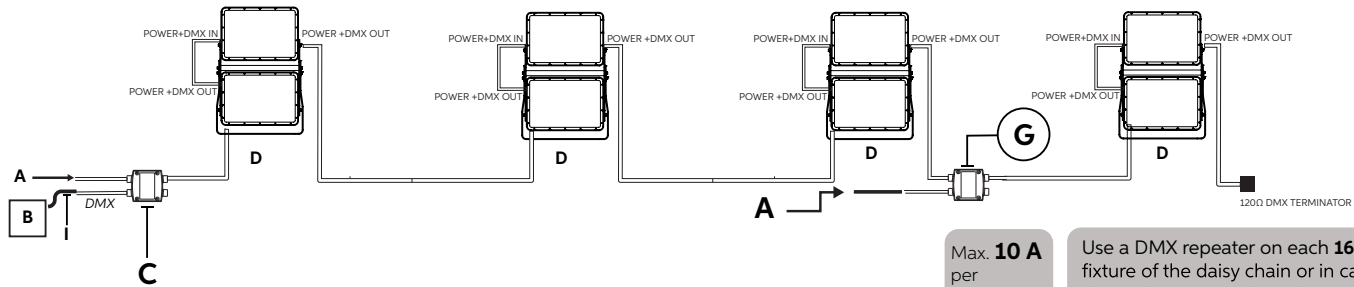 POWER+DMX IN
POWER +DMX OUT
POWER +DMX OUT
D
POWER+DMX IN
POWER +DMX OUT
POWER +DMX OUT
D
POWER+DMX IN
POWER +DMX OUT
POWER +DMX OUT
D
POWER+DMX IN
POWER +DMX OUT
POWER +DMX OUT
D
G
A
B
DMX
I
C
A
120Ω DMX TERMINATOR
Max. 10 A
per
Use a DMX repeater on each 16
fixture of the daisy chain or in ca